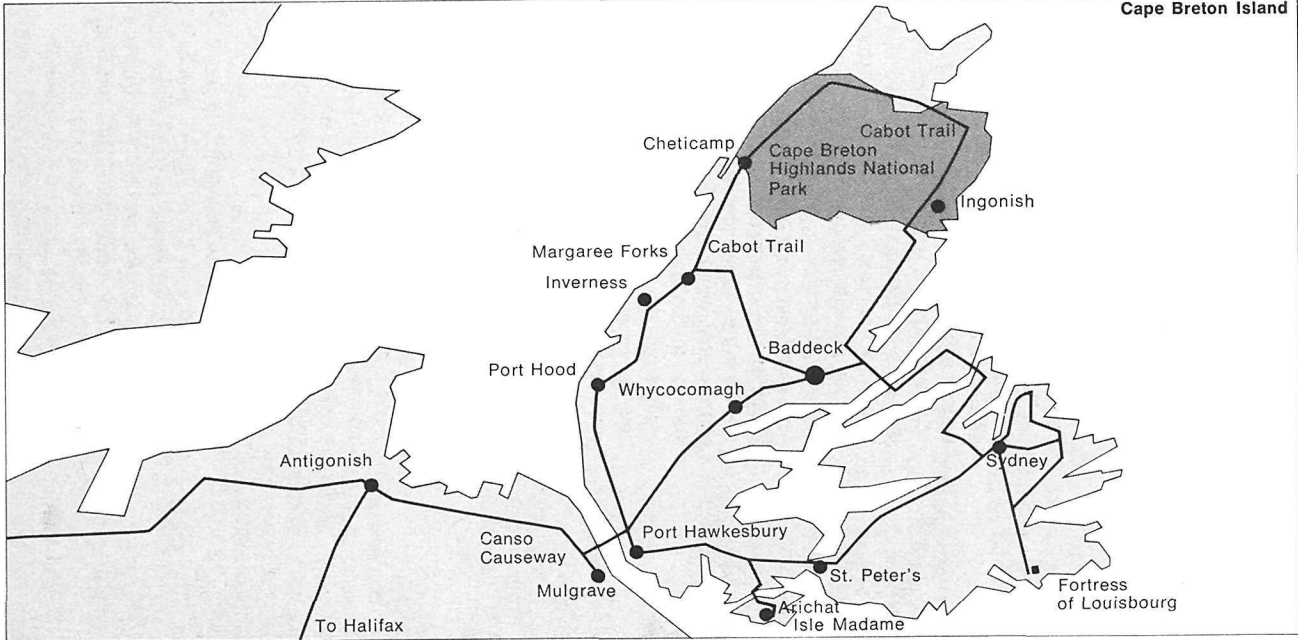 Cape Breton Island
Cabot Trail
Cheticamp
Cape Breton
Highlands National
Park
Ingonish
Margaree Forks
Cabot Trail
Inverness
Baddeck
Port Hood
Whycocomagh
Antigonish
Sydney
Port Hawkesbury
Canso
Causeway
Mulgrave
St. Peter's
Fortress
of Louisbourg
Arichat
Isle Madame
To Halifax